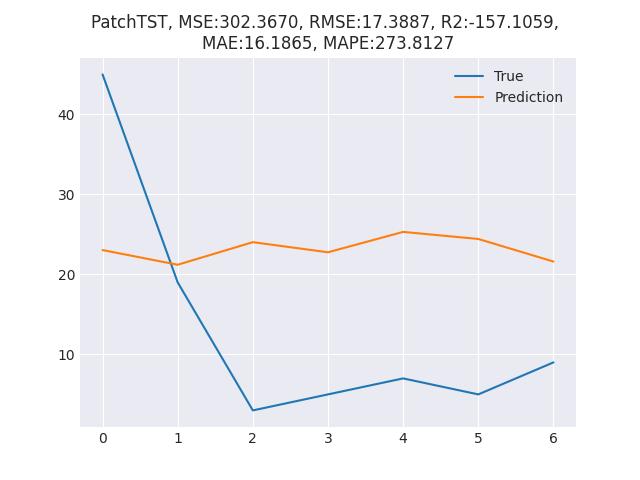 PatchTST, MSE:302.3670, RMSE:17.3887, R2:-157.1059,
MAE:16.1865, MAPE:273.8127
True
Prediction
40
30
20
10
0 1 2 3 4 5 6